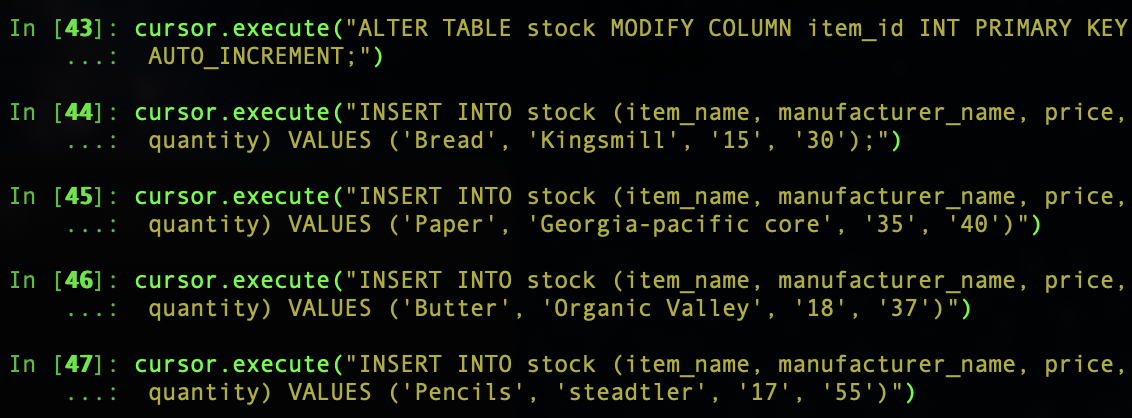 In [43]: cursor.execute("ALTER TABLE stock MODIFY COLUMN item_id INT PRIMARY KEY
...: AUTO_INCREMENT;")
In [44]: cursor.execute("INSERT INTO stock (item_name, manufacturer_name, price,
...: quantity) VALUES ('Bread', 'Kingsmill', '15', '30');")
In [45]: cursor.execute("INSERT INTO stock (item_name, manufacturer_name, price,
...: quantity) VALUES ('Paper', 'Georgia-pacific core', '35', '40')")
In [46]: cursor.execute("INSERT INTO stock (item_name, manufacturer_name, price,
...: quantity) VALUES ('Butter', 'Organic Valley', '18', '37')")
In [47]: cursor.execute("INSERT INTO stock (item_name, manufacturer_name, price,
...: quantity) VALUES ('Pencils', 'steadtler', '17', '55')")